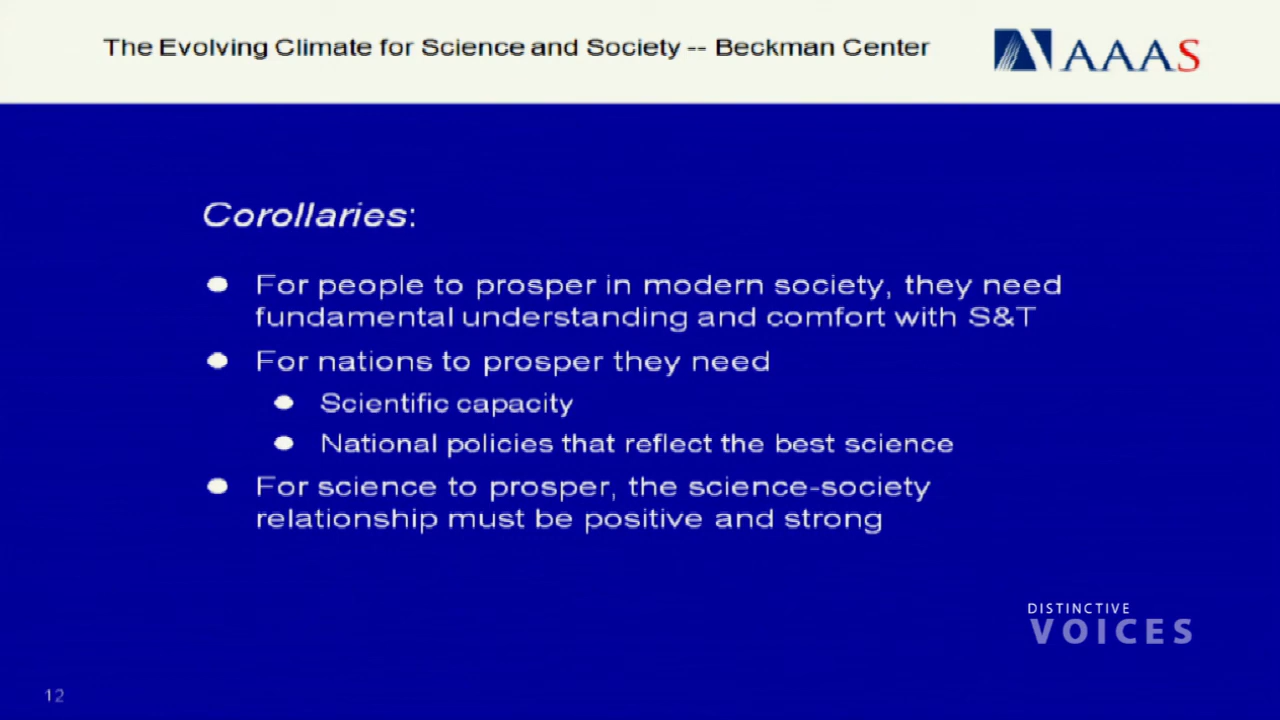 The Evolving Climate for Science and Society -- Beckman Center
AAAS
Corollaries:
For people to prosper in modern society, they need
fundamental understanding and comfort with S&T
For nations to prosper they need
Scientific capacity
National policies that reflect the best science
For science to prosper, the science-society
relationship must be positive and strong
DISTINCTIVE
VOICES
12